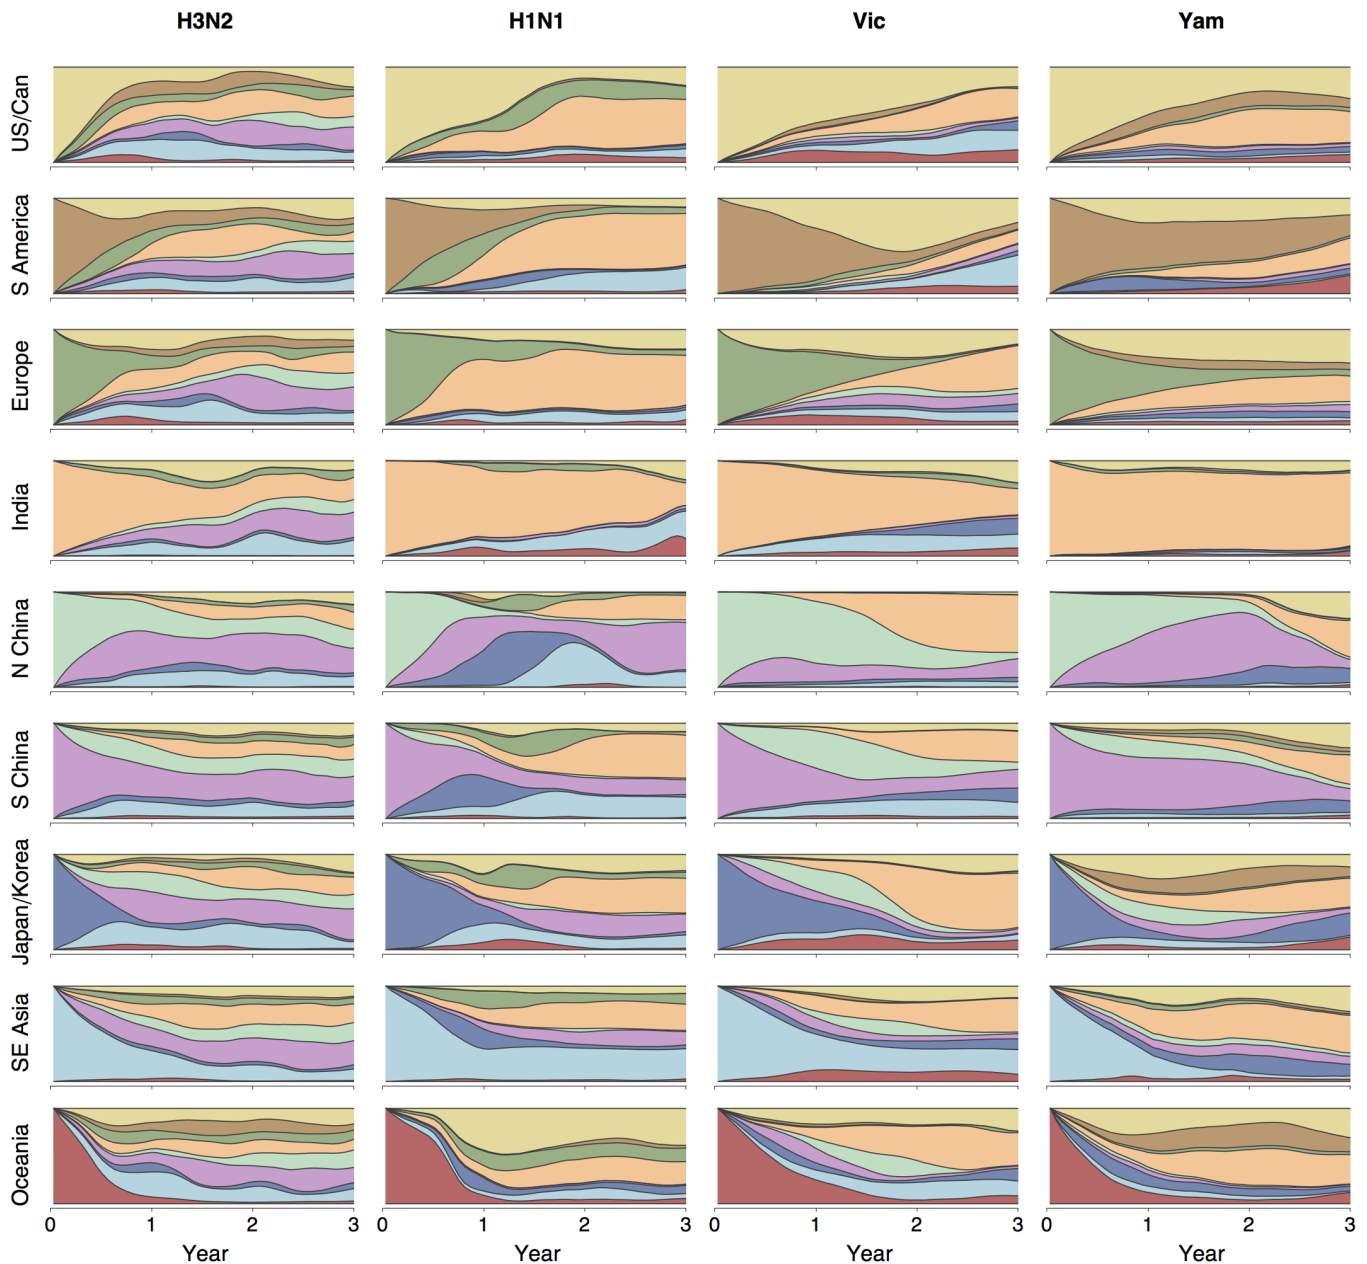 H3N2 H1N1 Vic Yam
US/Can
S America
Europe
India
N China
S China
Japan/Korea
SE Asia
Oceania
0 1 2 3 0 1 2 3 0 1 2 3 0 1 2 3
Year Year Year Year